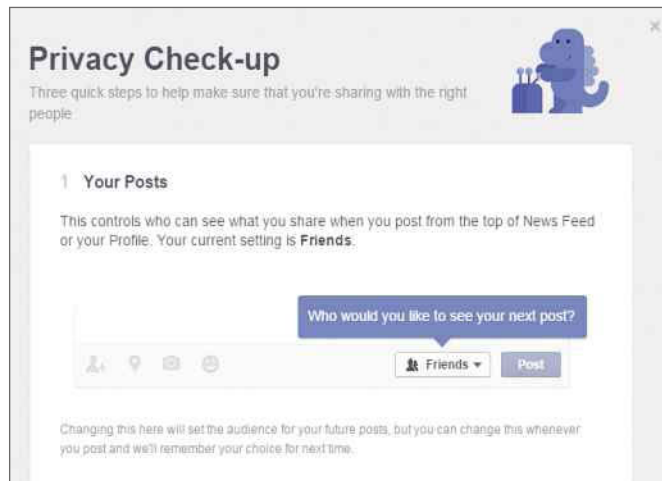 Privacy Check-up
Three quick steps to help make sure that you're sharing with the right
people
1 Your Posts
This controls who can see what you share when you post from the top of News Feed
or your Profile. Your current setting is Friends.
Who would you like to see your next post?
Friends
Post
Changing this here will set the audience for your future posts, but you can change this whenever
you post and we'll remember your choice for next time.